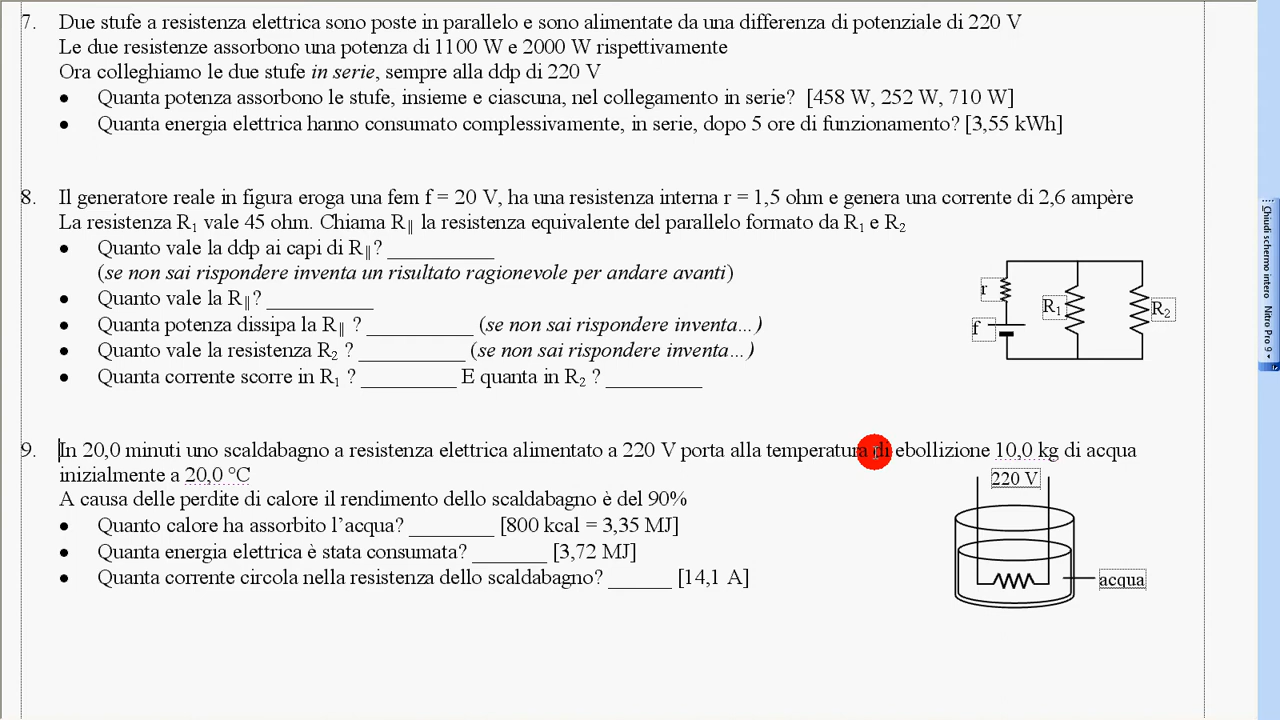 7. Due stufe a resistenza elettrica sono poste in parallelo e sono alimentate da una differenza di potenziale di 220 V
Le due resistenze assorbono una potenza di 1100 W e 2000 W rispettivamente
Ora colleghiamo le due stufe in serie, sempre alla ddp di 220 V
● Quanta potenza assorbono le stufe, insieme e ciascuna, nel collegamento in serie? [458 W, 252 W, 710 W]
● Quanta energia elettrica hanno consumato complessivamente, in serie, dopo 5 ore di funzionamento? [3,55 kWh]
8. Il generatore reale in figura eroga una fem f = 20 V, ha una resistenza interna r = 1,5 ohm e genera una corrente di 2,6 ampère
La resistenza R₁ vale 45 ohm. Chiama R∥ la resistenza equivalente del parallelo formato da R₁ e R₂
● Quanto vale la ddp ai capi di R∥? __________
(se non sai rispondere inventa un risultato ragionevole per andare avanti)
● Quanto vale la R∥? __________
● Quanta potenza dissipa la R∥ ? __________ (se non sai rispondere inventa...)
● Quanto vale la resistenza R₂ ? __________ (se non sai rispondere inventa...)
● Quanta corrente scorre in R₁ ? _________ E quanta in R₂ ? _________
r
R₁
R₂
f
9. In 20,0 minuti uno scaldabagno a resistenza elettrica alimentato a 220 V porta alla temperatura di ebollizione 10,0 kg di acqua
inizialmente a 20,0 °C
A causa delle perdite di calore il rendimento dello scaldabagno è del 90%
● Quanto calore ha assorbito l'acqua? ________ [800 kcal = 3,35 MJ]
● Quanta energia elettrica è stata consumata? _______ [3,72 MJ]
● Quanta corrente circola nella resistenza dello scaldabagno? ______ [14,1 A]
220 V
acqua
Chiudi schermo intero
Nitro Pro 9